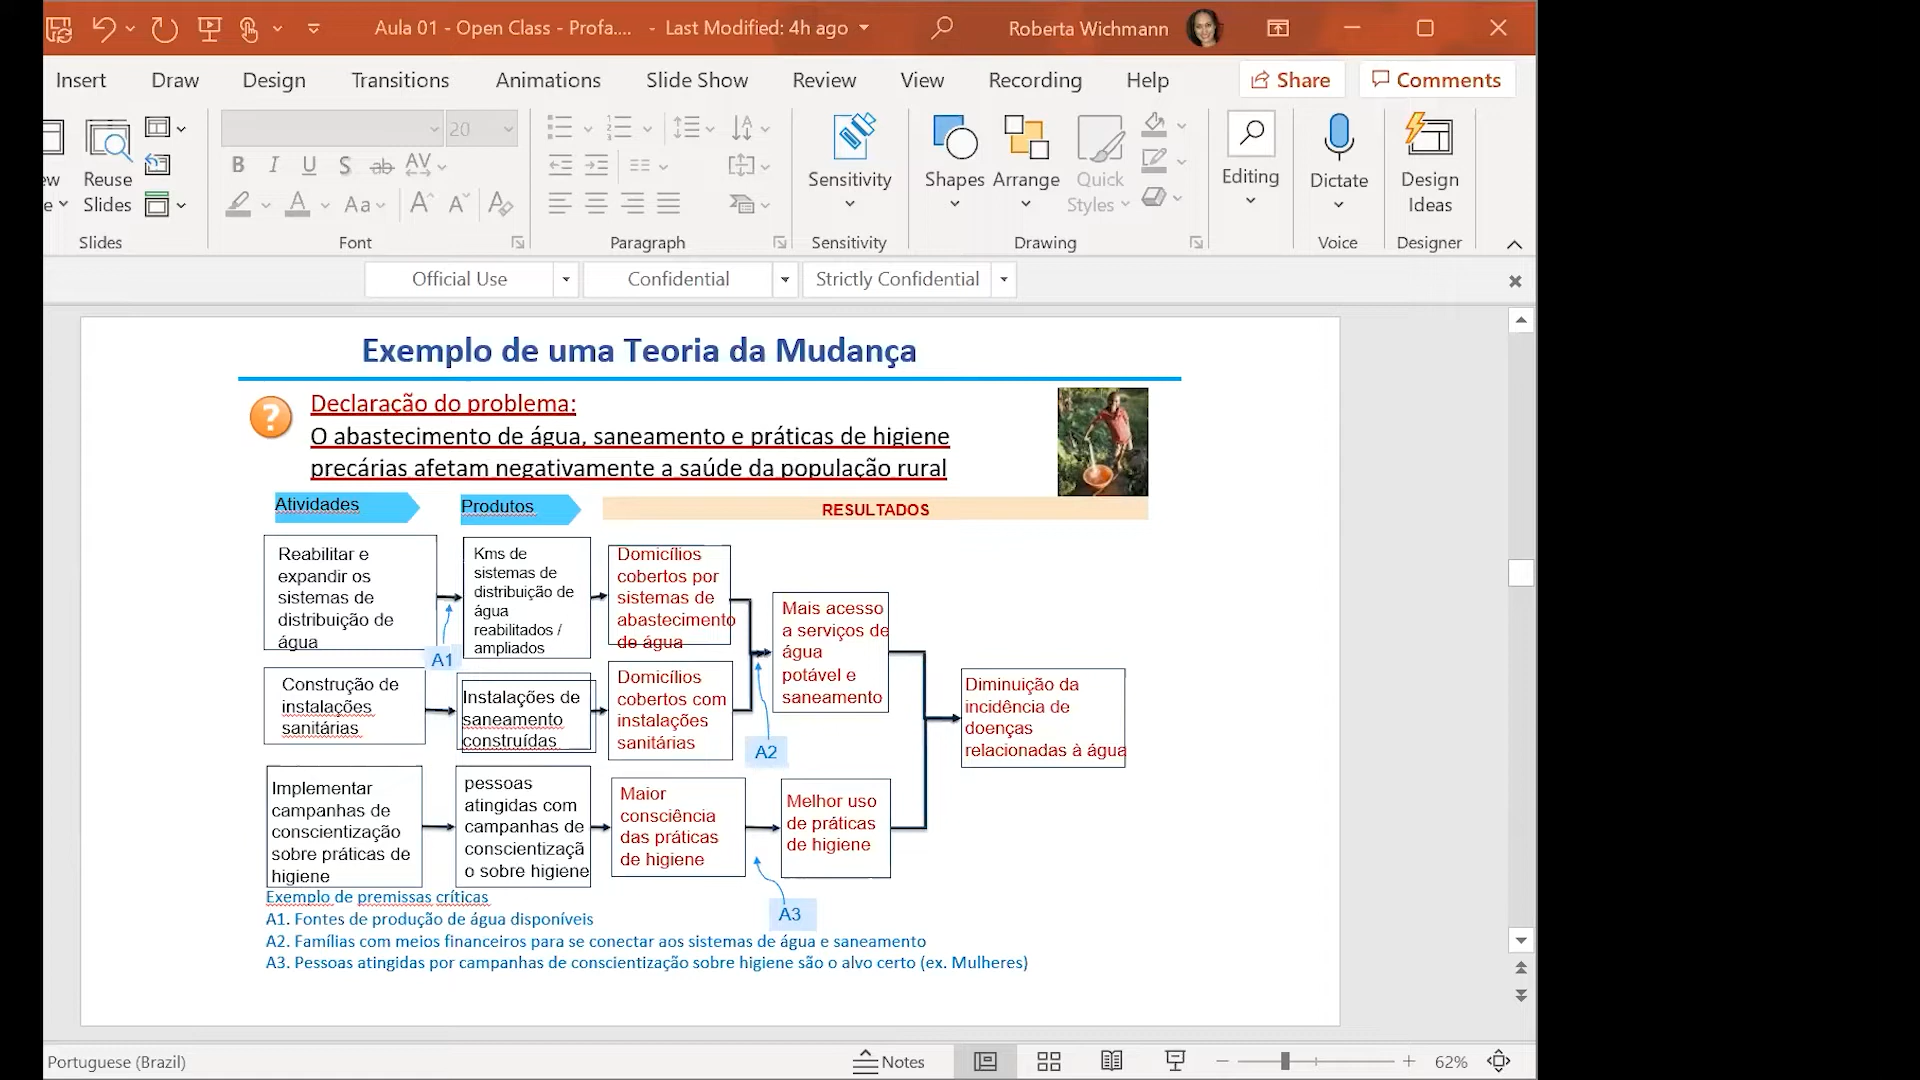 Aula 01 - Open Class - Profa.... - Last Modified: 4h ago
Roberta Wichmann
Insert Draw Design Transitions Animations Slide Show Review View Recording Help Share Comments
20
Reuse
Slides
Slides
B I U S ab AV
A Aa A A A
Font
Paragraph
Sensitivity
Sensitivity
Shapes
Arrange
Quick
Styles
Drawing
Editing
Dictate
Voice
Design
Ideas
Designer
Official Use
Confidential
Strictly Confidential
Exemplo de uma Teoria da Mudança
?
Declaração do problema:
O abastecimento de água, saneamento e práticas de higiene
precárias afetam negativamente a saúde da população rural
Atividades
Produtos
RESULTADOS
Reabilitar e
expandir os
sistemas de
distribuição de
água
Kms de
sistemas de
distribuição de
água
reabilitados /
ampliados
Domicílios
cobertos por
sistemas de
abastecimento
de água
Mais acesso
a serviços de
água
potável e
saneamento
A1
Construção de
instalações
sanitárias
Instalações de
saneamento
construídas
Domicílios
cobertos com
instalações
sanitárias
A2
Diminuição da
incidência de
doenças
relacionadas à água
Implementar
campanhas de
conscientização
sobre práticas de
higiene
pessoas
atingidas com
campanhas de
conscientizaçã
o sobre higiene
Maior
consciência
das práticas
de higiene
Melhor uso
de práticas
de higiene
A3
Exemplo de premissas críticas
A1. Fontes de produção de água disponíveis
A2. Famílias com meios financeiros para se conectar aos sistemas de água e saneamento
A3. Pessoas atingidas por campanhas de conscientização sobre higiene são o alvo certo (ex. Mulheres)
Portuguese (Brazil)
Notes
62%